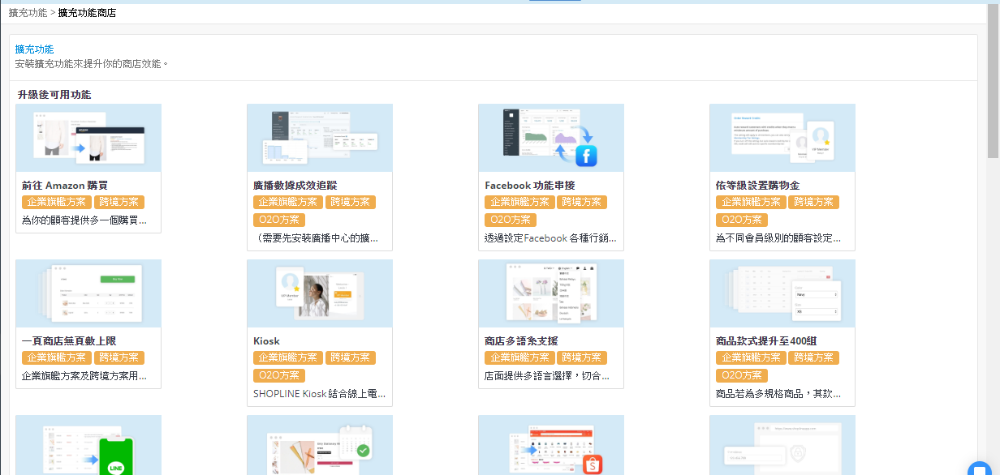 擴充功能 > 擴充功能商店
擴充功能
安裝擴充功能來提升你的商店效能。
升級後可用功能
前往 Amazon 購買
企業旗艦方案 跨境方案
為你的顧客提供多一個購買...
廣播數據成效追蹤
企業旗艦方案 跨境方案
O2O方案
（需要先安裝廣播中心的擴...
Facebook 功能串接
企業旗艦方案 跨境方案
O2O方案
透過設定Facebook 各種行銷...
依等級設置購物金
企業旗艦方案 跨境方案
O2O方案
為不同會員級別的顧客設定...
一頁商店無頁數上限
企業旗艦方案 跨境方案
企業旗艦方案及跨境方案用...
Kiosk
企業旗艦方案 跨境方案
O2O方案
SHOPLINE Kiosk 結合線上電...
商店多語系支援
企業旗艦方案 跨境方案
店面提供多語言選擇，切合...
商品款式提升至400組
企業旗艦方案 跨境方案
O2O方案
商品若為多規格商品，其款...
LINE